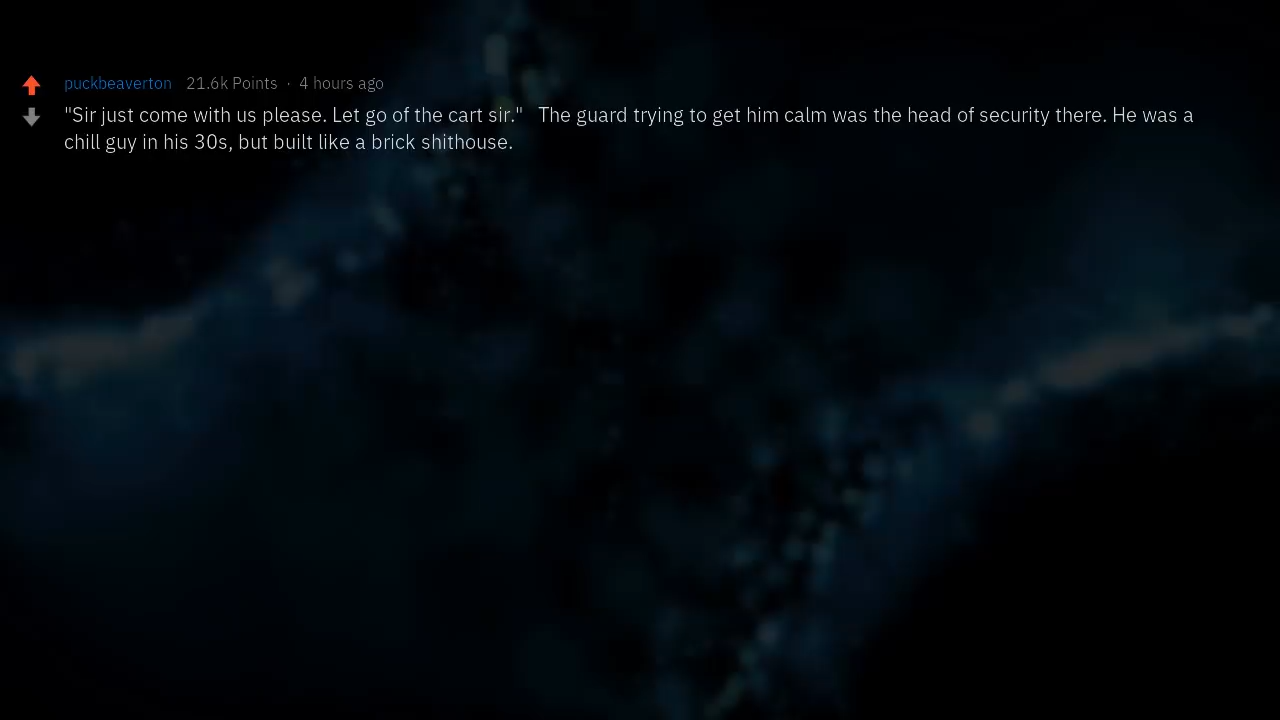 puckbeaverton 21.6k Points · 4 hours ago
"Sir just come with us please. Let go of the cart sir."   The guard trying to get him calm was the head of security there. He was a
chill guy in his 30s, but built like a brick shithouse.